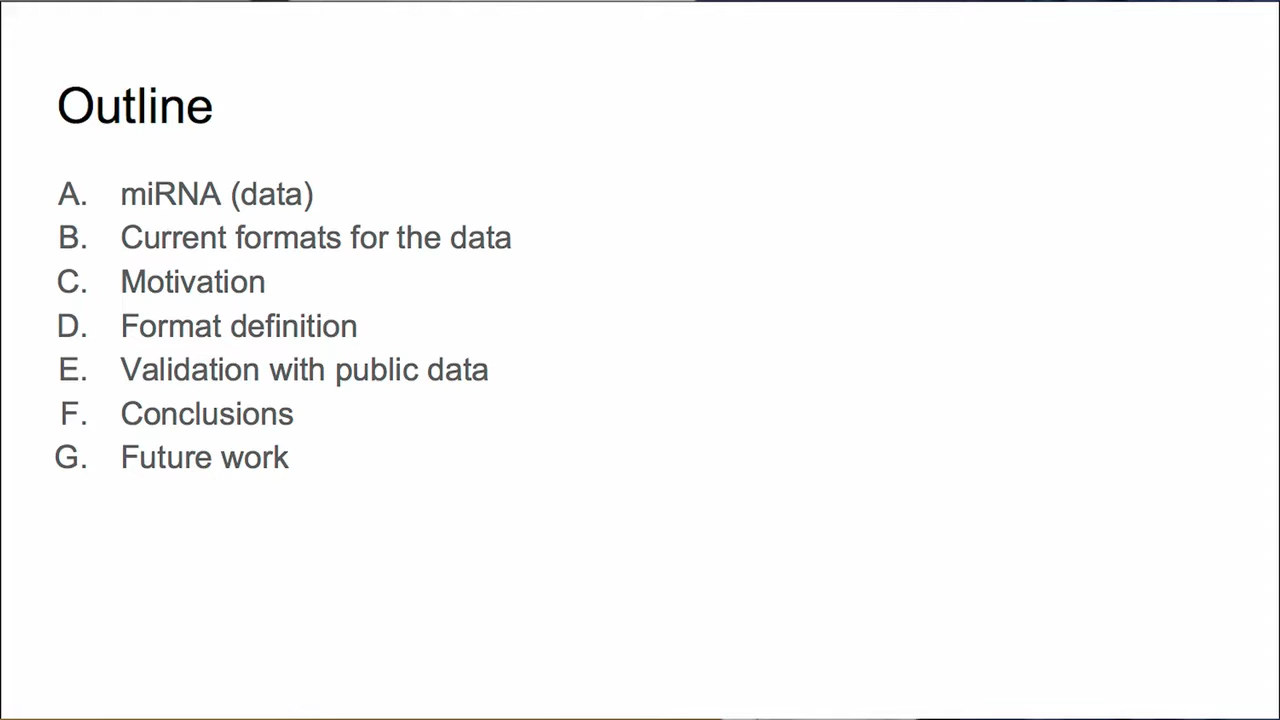 Outline
A. miRNA (data)
B. Current formats for the data
C. Motivation
D. Format definition
E. Validation with public data
F. Conclusions
G. Future work